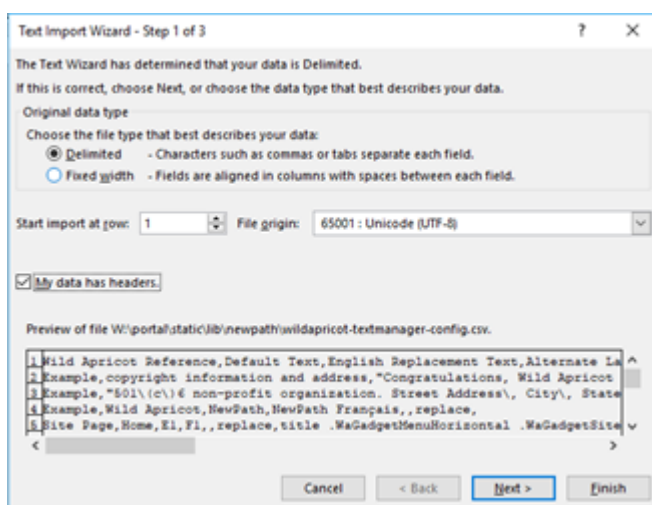 Text Import Wizard - Step 1 of 3
The Text Wizard has determined that your data is Delimited.
If this is correct, choose Next, or choose the data type that best describes your data.
Original data type
Choose the file type that best describes your data:
Delimited - Characters such as commas or tabs separate each field.
Fixed width - Fields are aligned in columns with spaces between each field.
Start import at row: 1 File origin: 65001 : Unicode (UTF-8)
My data has headers.
Preview of file W:\portal\static\lib\newpath\wildapricot-textmanager-config.csv.
1 Wild Apricot Reference,Default Text,English Replacement Text,Alternate La
2 Example,copyright information and address,"Congratulations, Wild Apricot
3 Example,"501\(c\)6 non-profit organization. Street Address\, City\, State
4 Example,Wild Apricot,NewPath,NewPath Français,,replace,
5 Site Page,Home,E1,F1,,replace,title .WaGadgetMenuHorizontal .WaGadgetSite
Cancel < Back Next > Finish